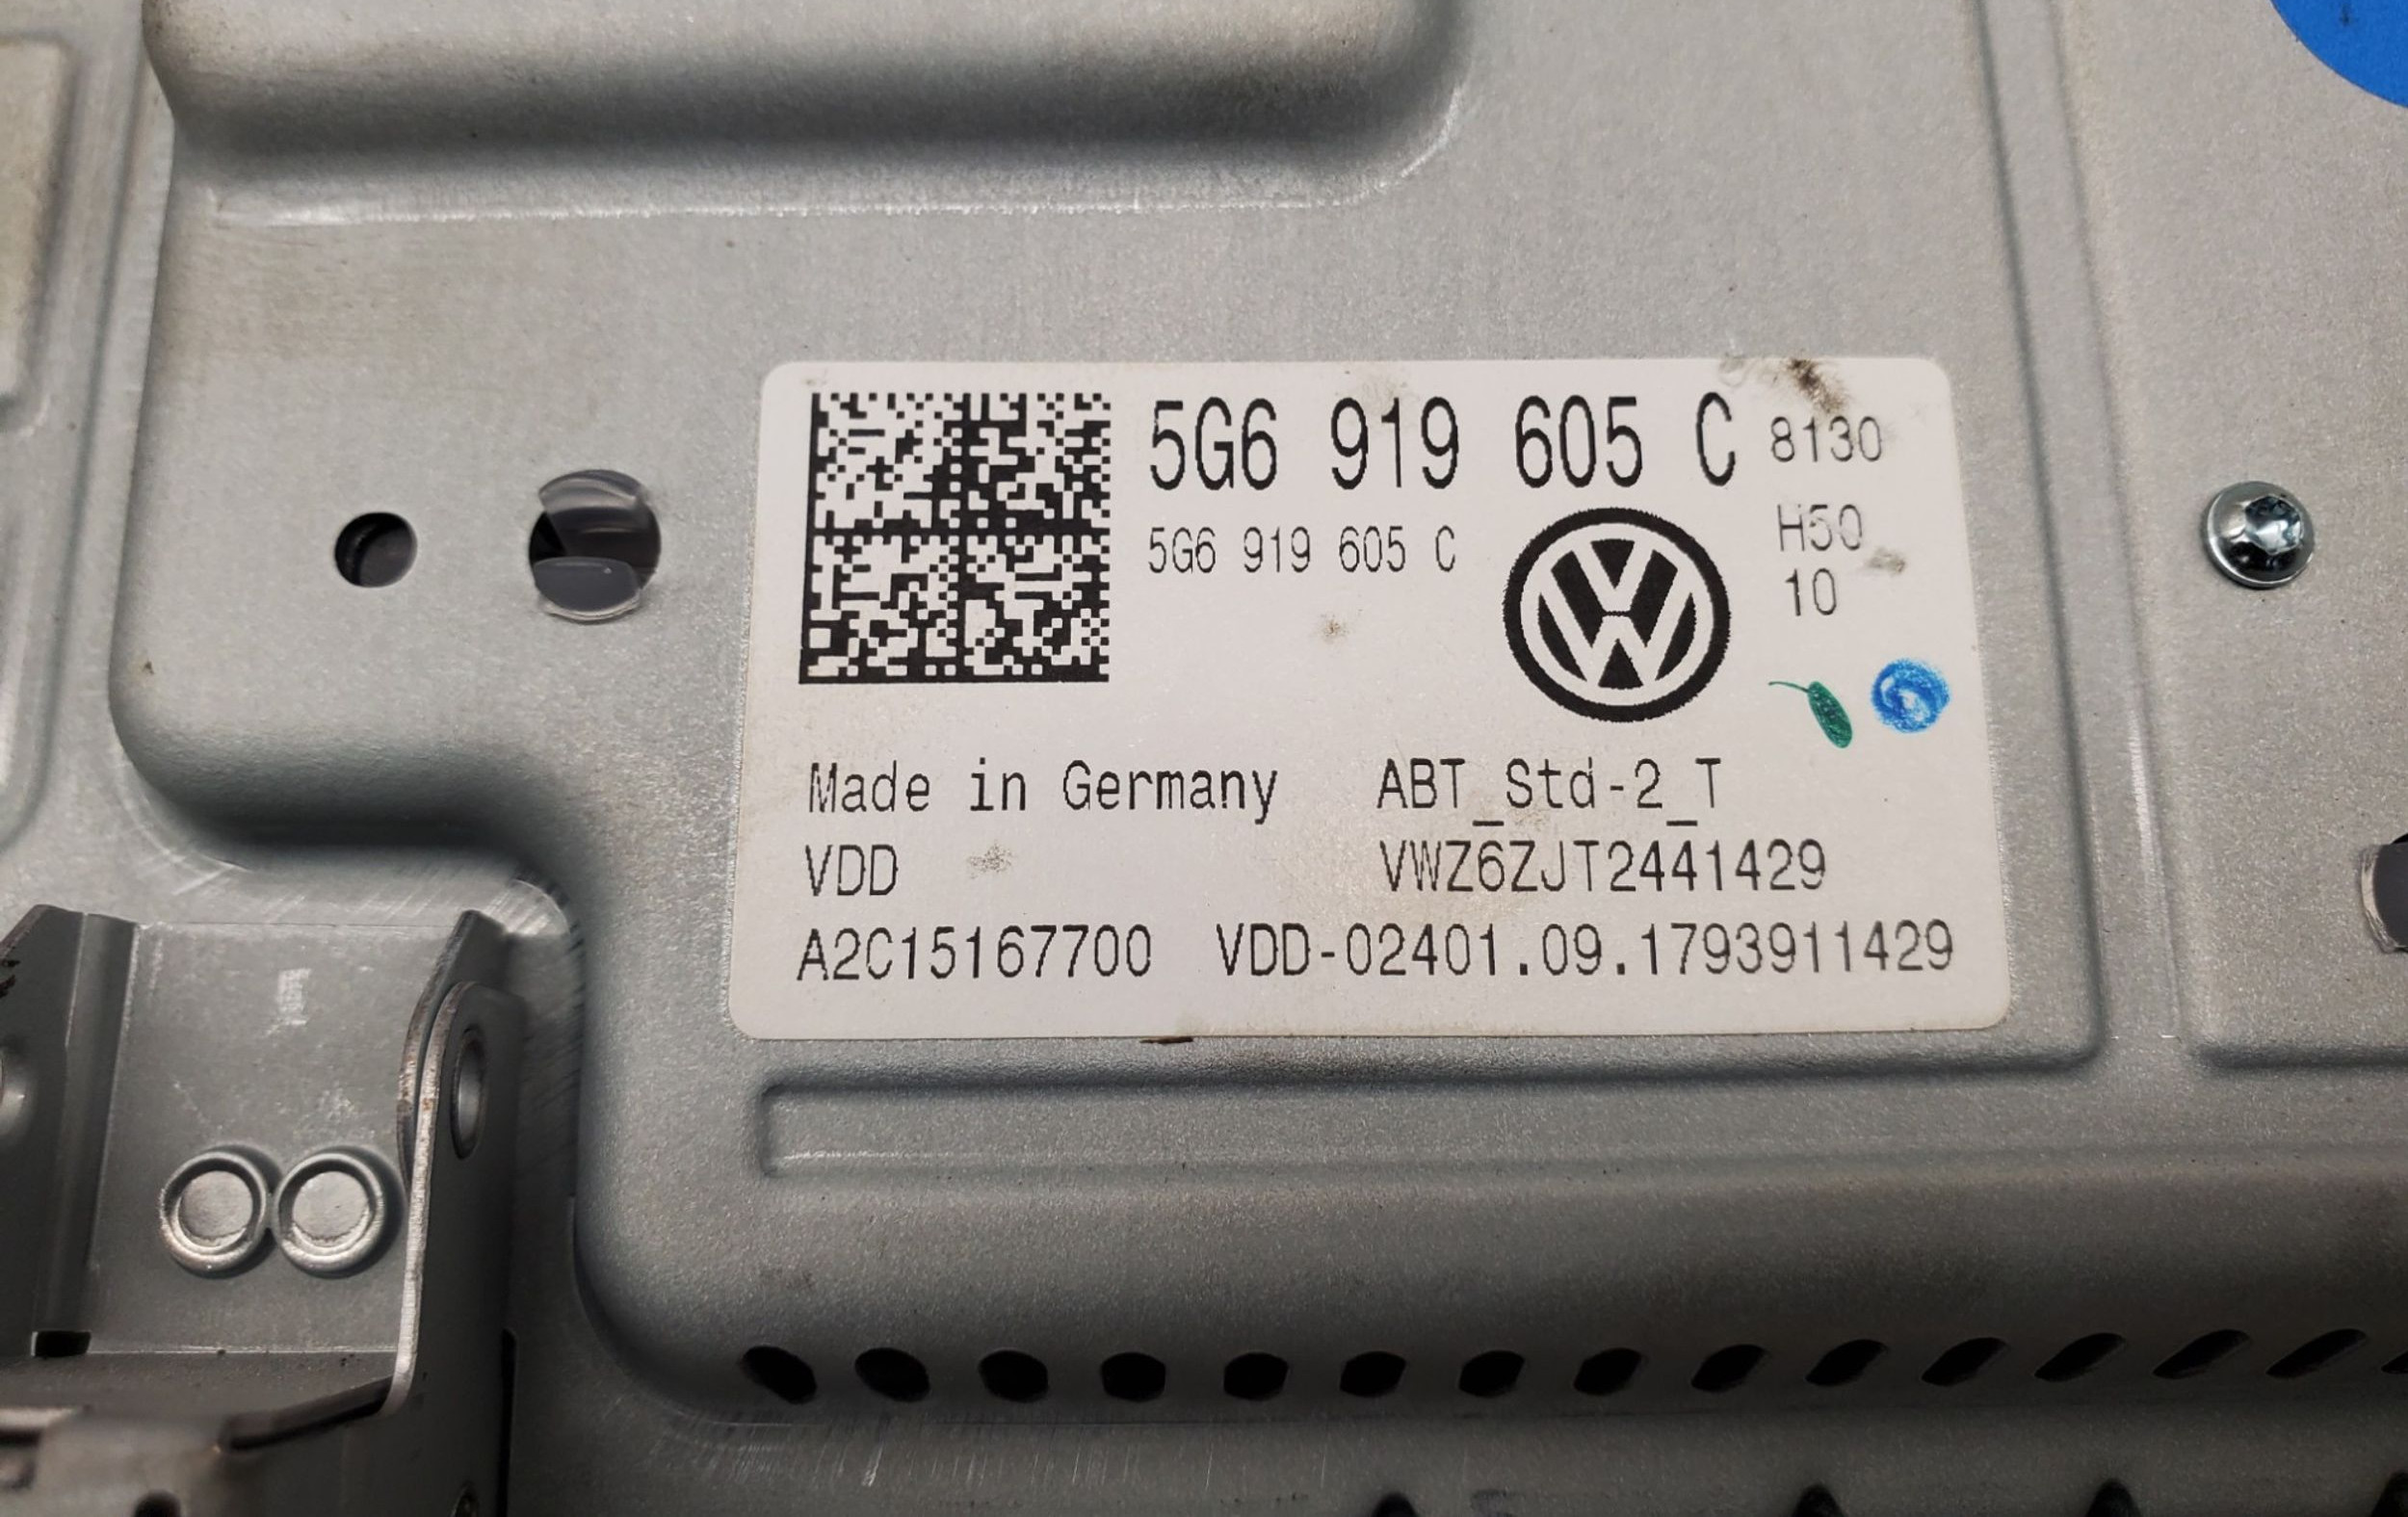 5G6 919 605 C 8130
5G6 919 605 C H50
10
Made in Germany ABT_Std-2_T
VDD VWZ6ZJT2441429
A2C15167700 VDD-02401.09.1793911429